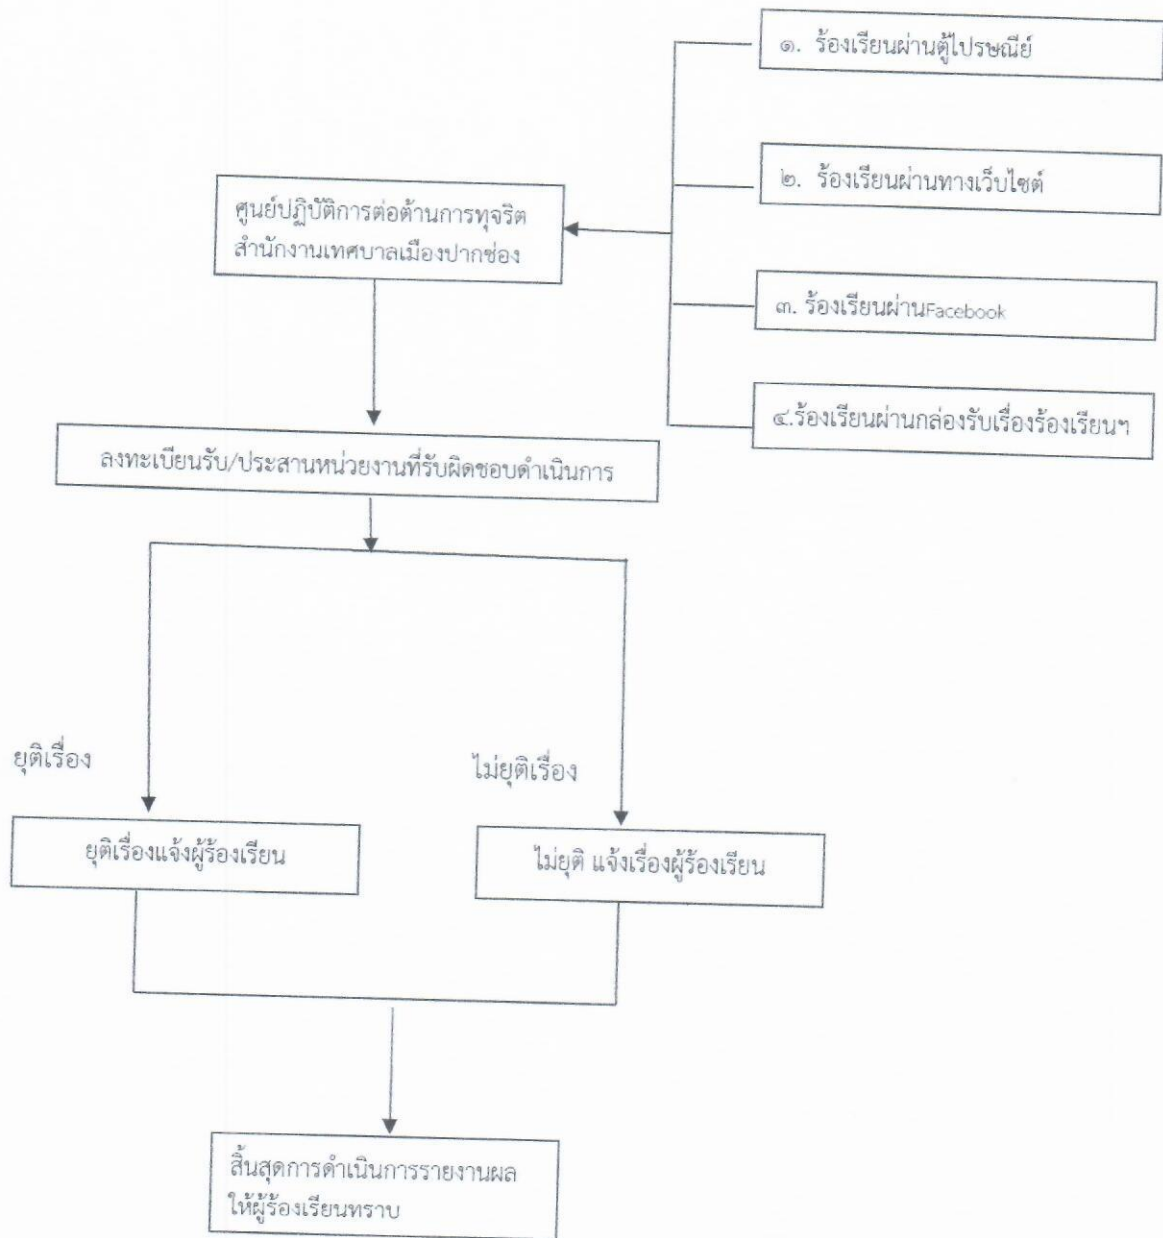 ๑. ร้องเรียนผ่านตู้ไปรษณีย์
๒. ร้องเรียนผ่านทางเว็บไซต์
ศูนย์ปฏิบัติการต่อต้านการทุจริต
สำนักงานเทศบาลเมืองปากช่อง
๓. ร้องเรียนผ่านFacebook
๔.ร้องเรียนผ่านกล่องรับเรื่องร้องเรียนฯ
ลงทะเบียนรับ/ประสานหน่วยงานที่รับผิดชอบดำเนินการ
ยุติเรื่อง
ไม่ยุติเรื่อง
ยุติเรื่องแจ้งผู้ร้องเรียน
ไม่ยุติ แจ้งเรื่องผู้ร้องเรียน
สิ้นสุดการดำเนินการรายงานผล
ให้ผู้ร้องเรียนทราบ